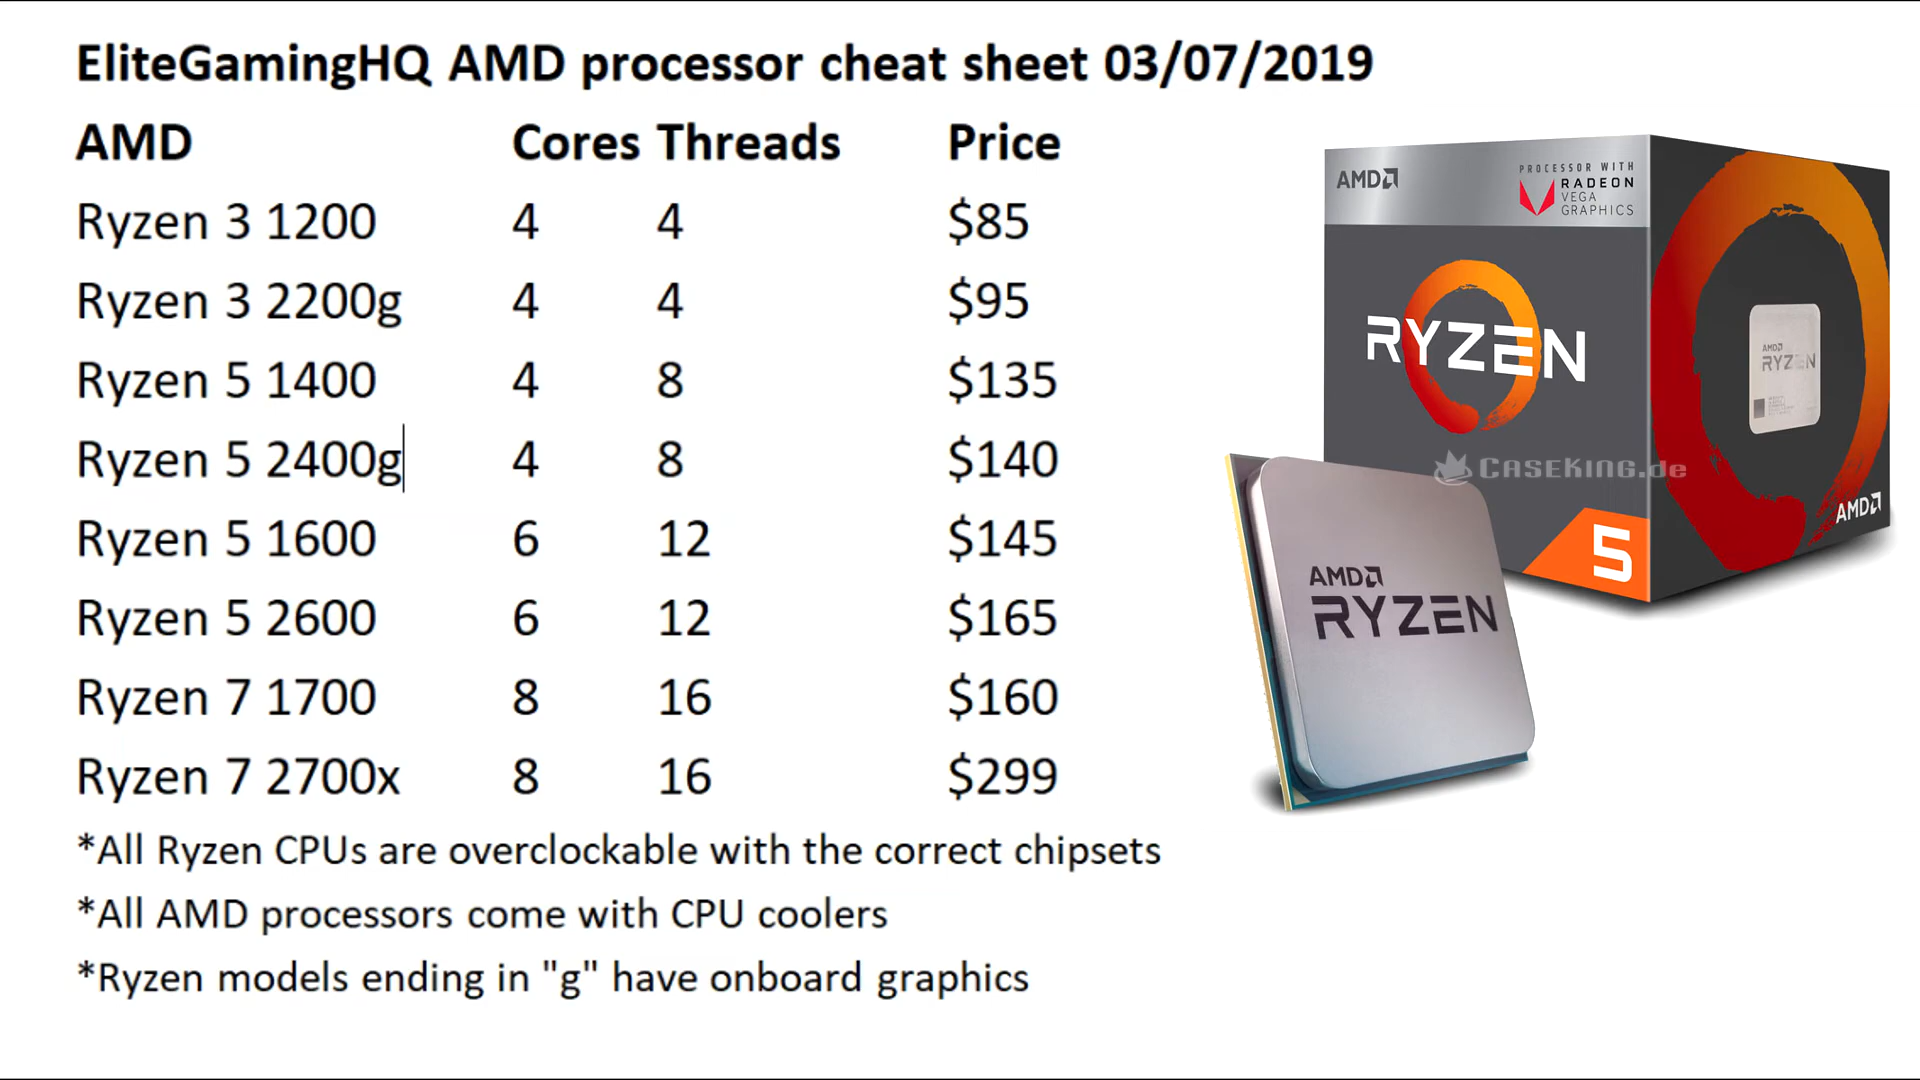 EliteGamingHQ AMD processor cheat sheet 03/07/2019
AMD Cores Threads Price
Ryzen 3 1200 4 4 $85
Ryzen 3 2200g 4 4 $95
Ryzen 5 1400 4 8 $135
Ryzen 5 2400g 4 8 $140
Ryzen 5 1600 6 12 $145
Ryzen 5 2600 6 12 $165
Ryzen 7 1700 8 16 $160
Ryzen 7 2700x 8 16 $299
*All Ryzen CPUs are overclockable with the correct chipsets
*All AMD processors come with CPU coolers
*Ryzen models ending in "g" have onboard graphics
AMD
PROCESSOR WITH
RADEON
VEGA
GRAPHICS
RYZEN
AMD
RYZEN
CASEKING.de
AMD
5
AMD
RYZEN